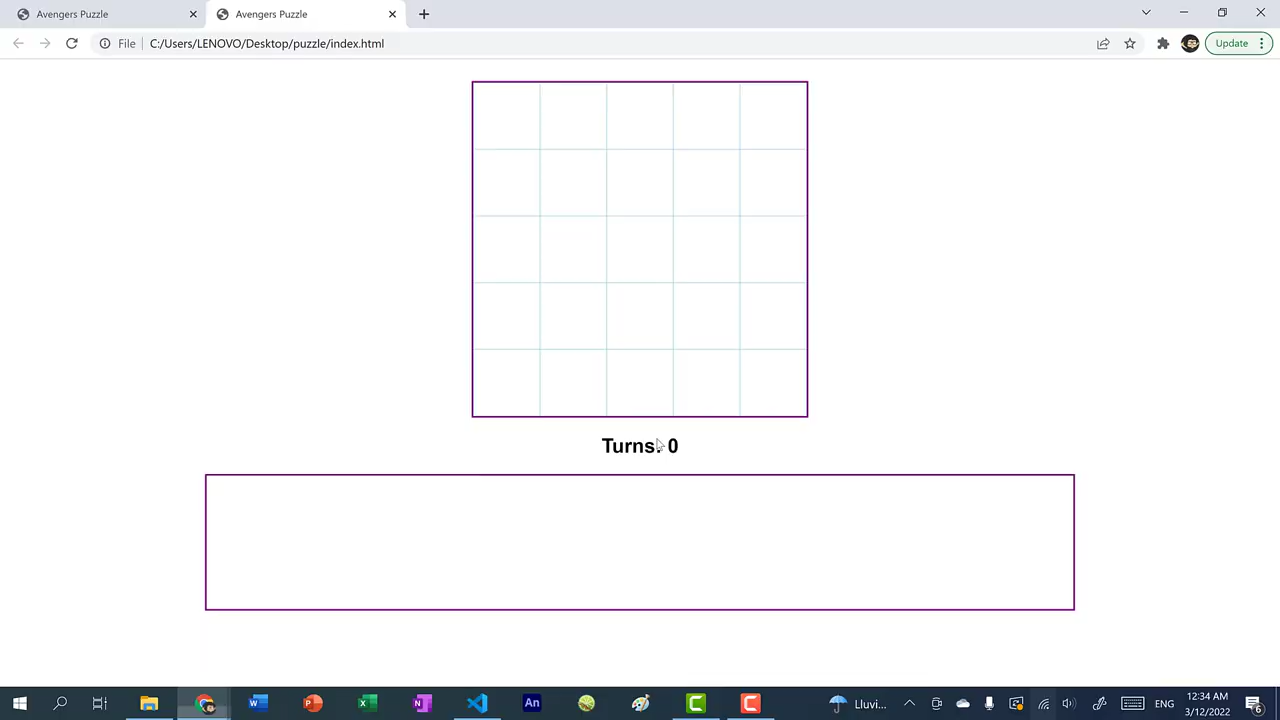 Avengers Puzzle
Avengers Puzzle
File
C:/Users/LENOVO/Desktop/puzzle/index.html
Update
Turns: 0
Lluvi...
ENG
12:34 AM
3/12/2022
6